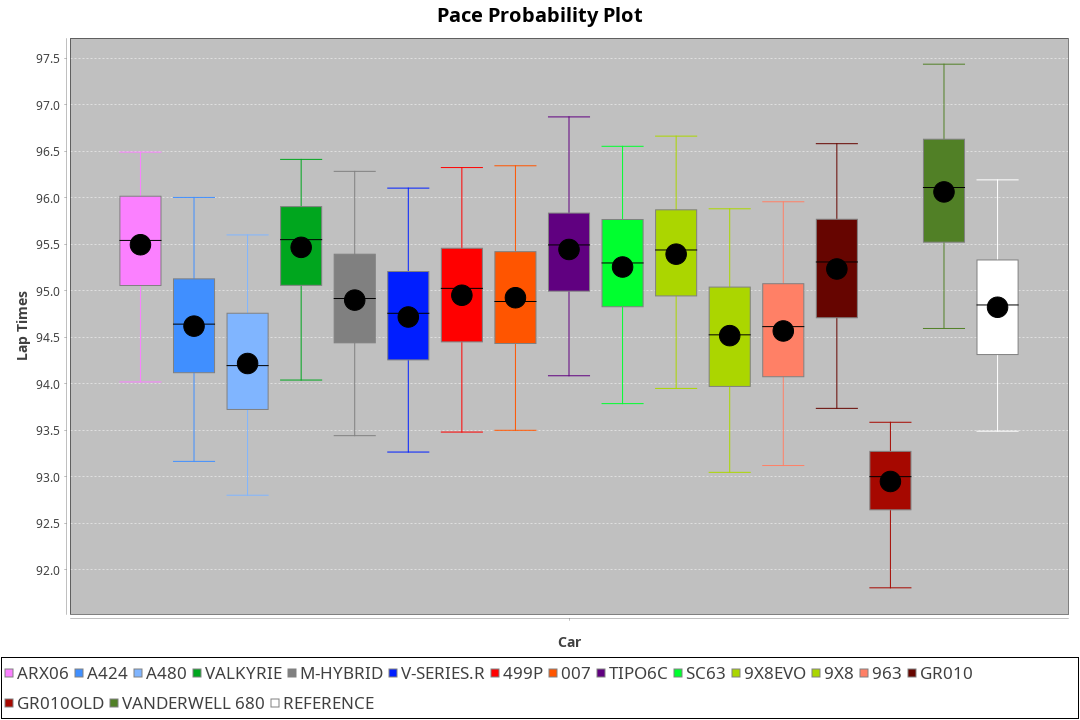 Pace Probability Plot
97.5
97.0
96.5
96.0
95.5
95.0
94.5
94.0
93.5
93.0
92.5
92.0
Lap Times
Car
ARX06 A424 A480 VALKYRIE M-HYBRID V-SERIES.R 499P 007 TIPO6C SC63 9X8EVO 9X8 963 GR010
GR010OLD VANDERWELL 680 REFERENCE